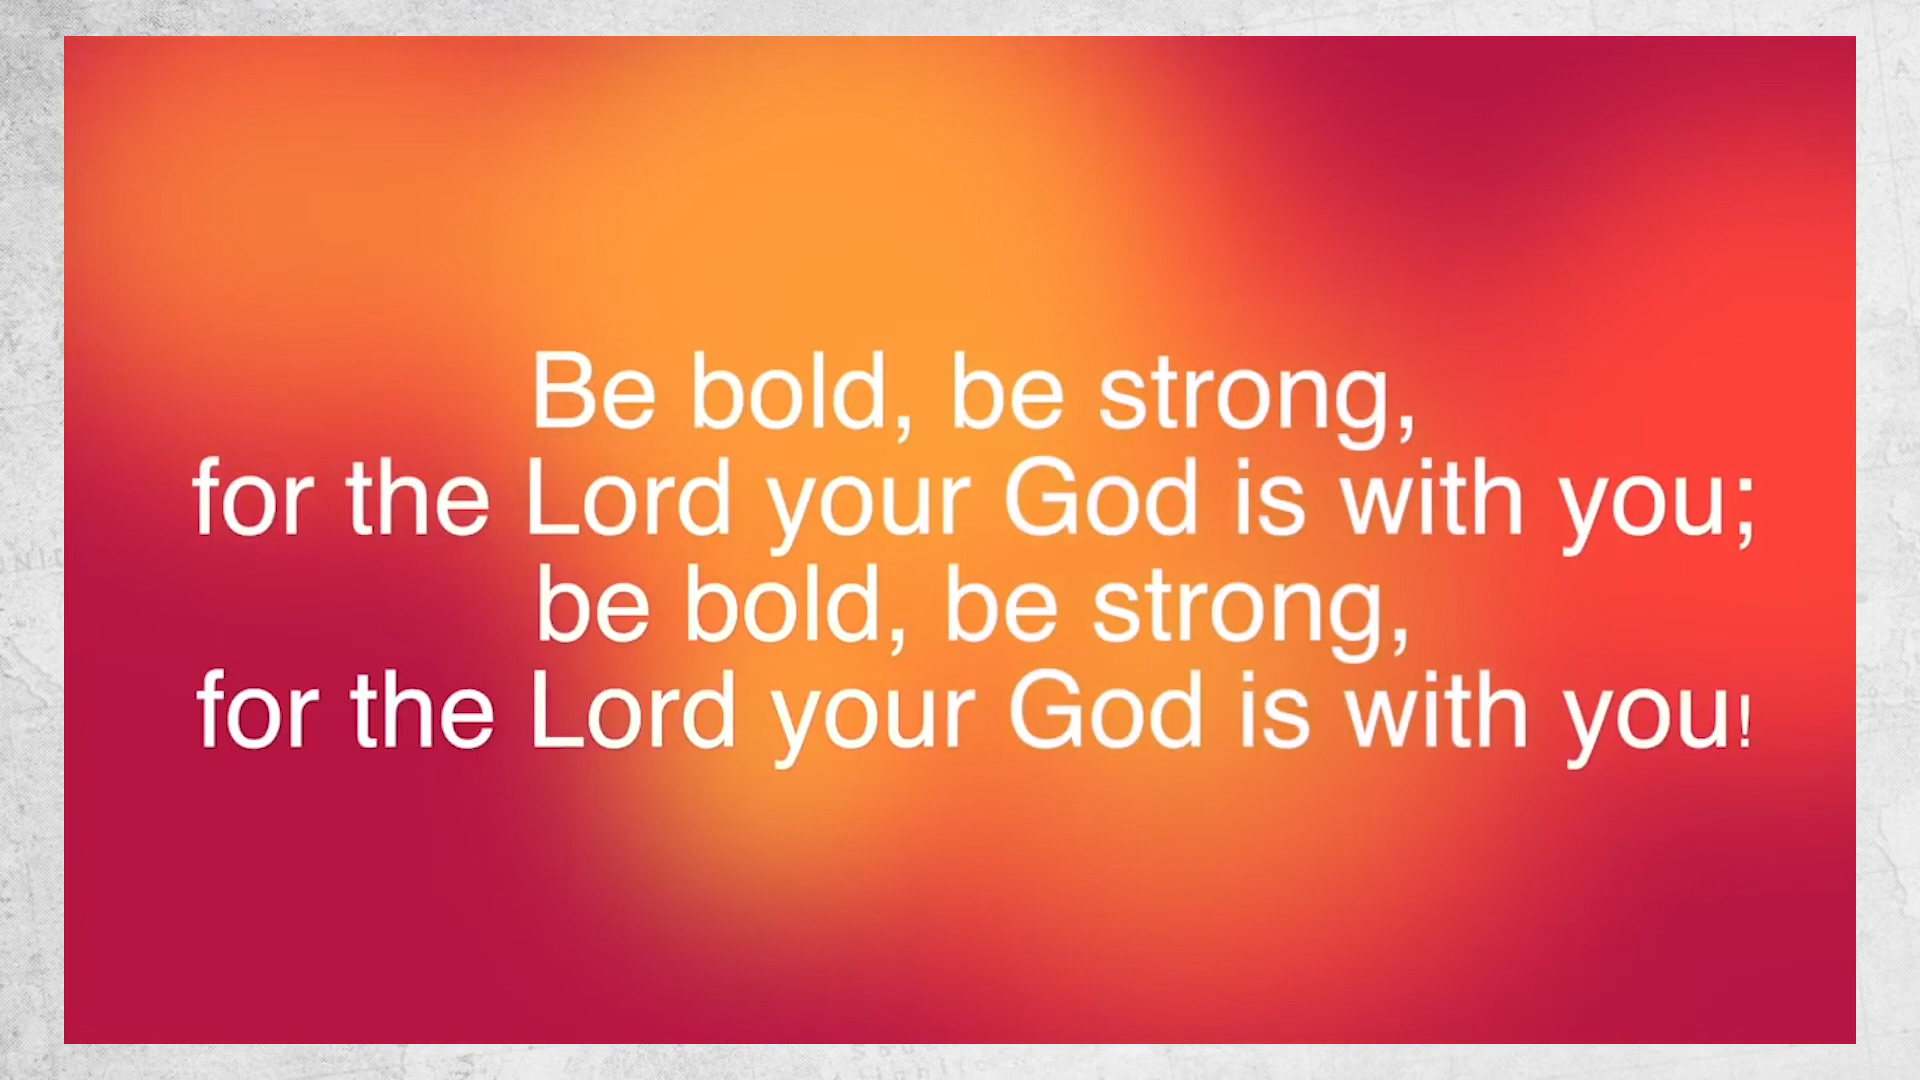 Be bold, be strong,
for the Lord your God is with you;
be bold, be strong,
for the Lord your God is with you!